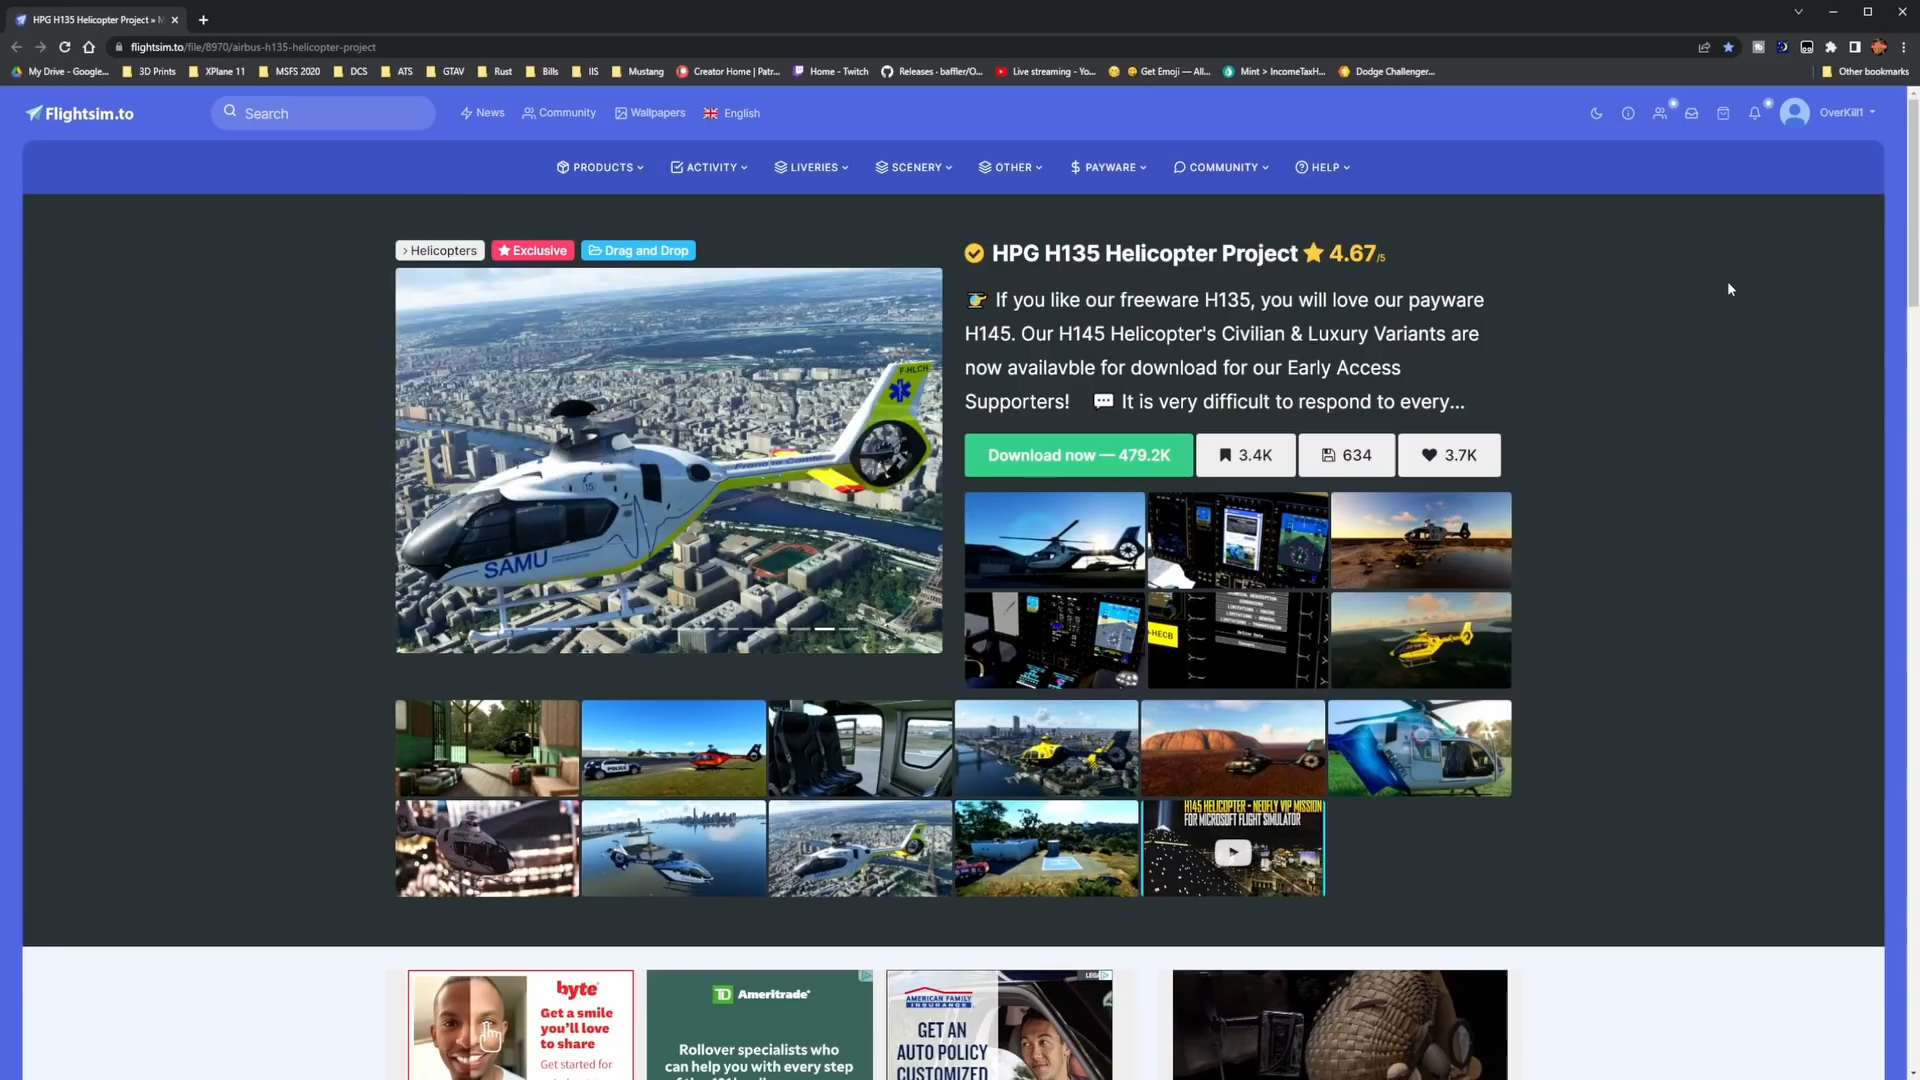 HPG H135 Helicopter Project » M
flightsim.to/file/8970/airbus-h135-helicopter-project
My Drive - Google...
3D Prints
XPlane 11
MSFS 2020
DCS
ATS
GTAV
Rust
Bills
IIS
Mustang
Creator Home | Patr...
Home - Twitch
Releases · baffler/O...
Live streaming - Yo...
Get Emoji — All...
Mint > IncomeTaxH...
Dodge Challenger...
Other bookmarks
Flightsim.to
Search
News
Community
Wallpapers
English
OverKill1
PRODUCTS
ACTIVITY
LIVERIES
SCENERY
OTHER
PAYWARE
COMMUNITY
HELP
› Helicopters
Exclusive
Drag and Drop
HPG H135 Helicopter Project 4.67/5
If you like our freeware H135, you will love our payware
H145. Our H145 Helicopter's Civilian & Luxury Variants are
now availavble for download for our Early Access
Supporters! It is very difficult to respond to every...
Download now — 479.2K
3.4K
634
3.7K
F-HLCH
15
SAMU
-HECB
POLICE
H145 HELICOPTER - NEOFLY VIP MISSION
FOR MICROSOFT FLIGHT SIMULATOR
byte
Get a smile
you'll love
to share
Get started for
TD Ameritrade
Rollover specialists who
can help you with every step
AMERICAN FAMILY
INSURANCE
GET AN
AUTO POLICY
CUSTOMIZED